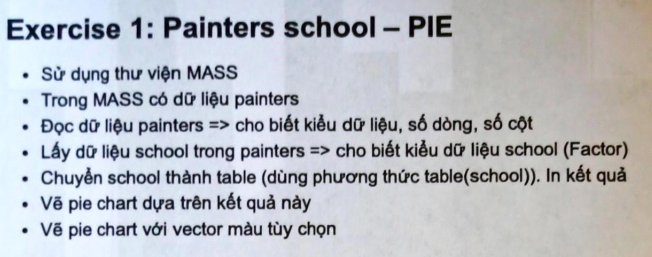 Exercise 1: Painters school – PIE
• Sử dụng thư viện MASS
• Trong MASS có dữ liệu painters
• Đọc dữ liệu painters => cho biết kiểu dữ liệu, số dòng, số cột
• Lấy dữ liệu school trong painters => cho biết kiểu dữ liệu school (Factor)
• Chuyển school thành table (dùng phương thức table(school)). In kết quả
• Vẽ pie chart dựa trên kết quả này
• Vẽ pie chart với vector màu tùy chọn